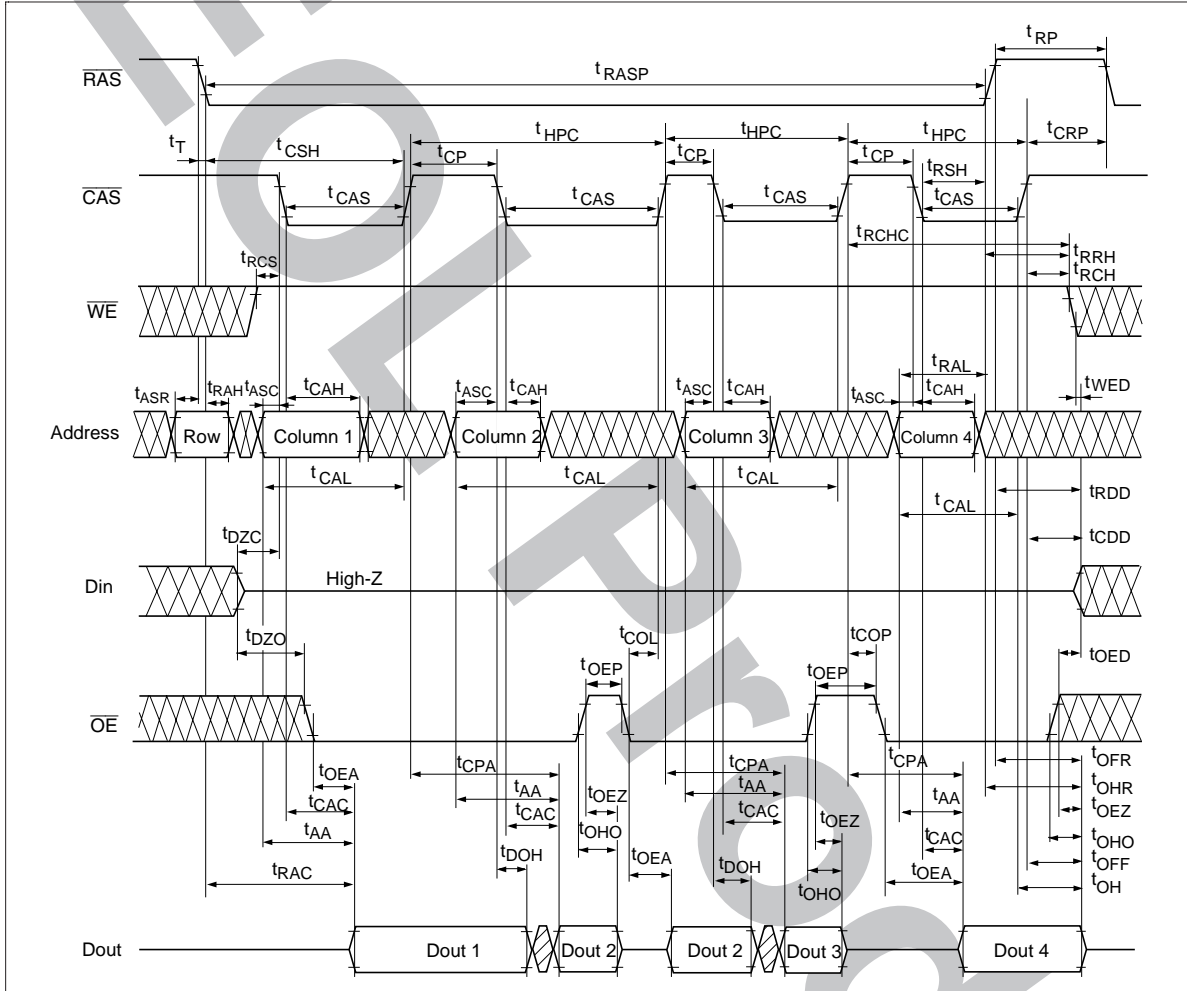 EOL Pro
tRP
RAS
tRASP
tT
tCSH
tHPC
tHPC
tHPC
tCRP
tCP
tCP
tCP
tRSH
CAS
tCAS
tCAS
tCAS
tCAS
tRCHC
tRCS
tRRH
tRCH
WE
tRAL
tWED
tASR
tRAH
tASC
tCAH
tASC
tCAH
tASC
tCAH
tASC
tCAH
Address
Row
Column 1
Column 2
Column 3
Column 4
tCAL
tCAL
tCAL
tCAL
tRDD
tCDD
tDZC
Din
High-Z
tDZO
tCOL
tCOP
tOEP
tOEP
tOED
OE
tOEA
tCPA
tCPA
tCPA
tOFR
tCAC
tAA
tOEZ
tAA
tAA
tOHR
tAA
tCAC
tOHO
tCAC
tOEZ
tCAC
tOEZ
tRAC
tDOH
tOEA
tDOH
tOHO
tOEA
tOHO
tOFF
tOH
Dout
Dout 1
Dout 2
Dout 2
Dout 3
Dout 4